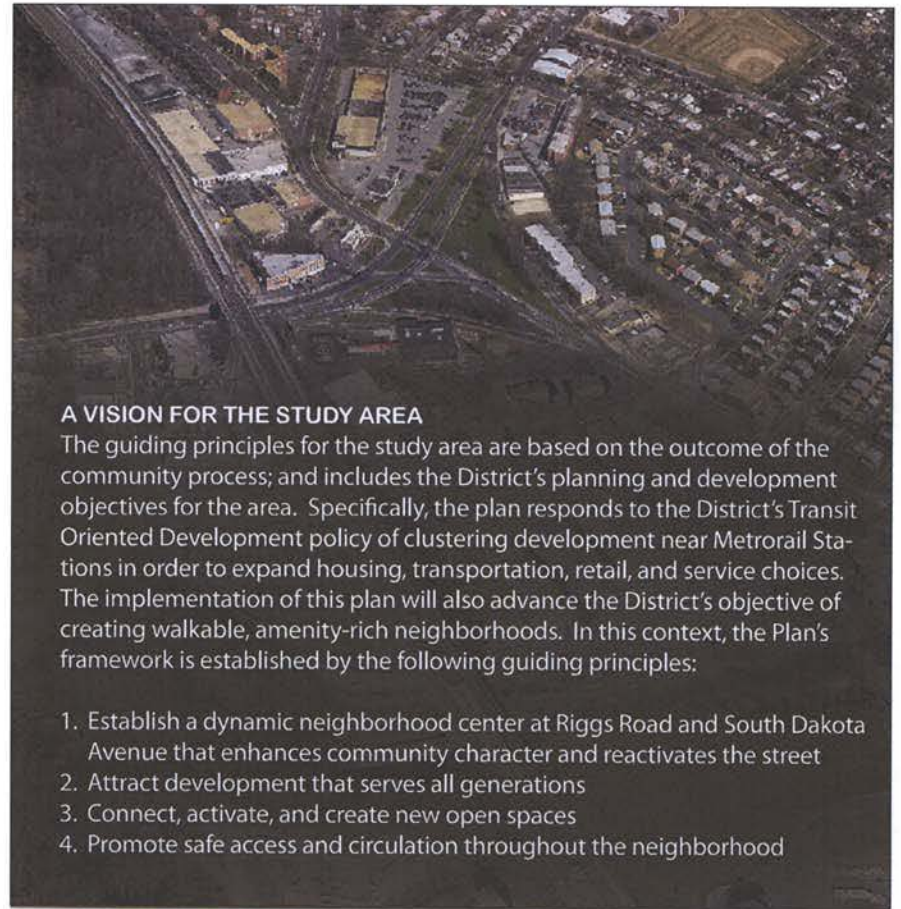 A VISION FOR THE STUDY AREA
The guiding principles for the study area are based on the outcome of the
community process; and includes the District's planning and development
objectives for the area.  Specifically, the plan responds to the District's Transit
Oriented Development policy of clustering development near Metrorail Sta-
tions in order to expand housing, transportation, retail, and service choices.
The implementation of this plan will also advance the District's objective of
creating walkable, amenity-rich neighborhoods.  In this context, the Plan's
framework is established by the following guiding principles:
1. Establish a dynamic neighborhood center at Riggs Road and South Dakota
Avenue that enhances community character and reactivates the street
2. Attract development that serves all generations
3. Connect, activate, and create new open spaces
4. Promote safe access and circulation throughout the neighborhood